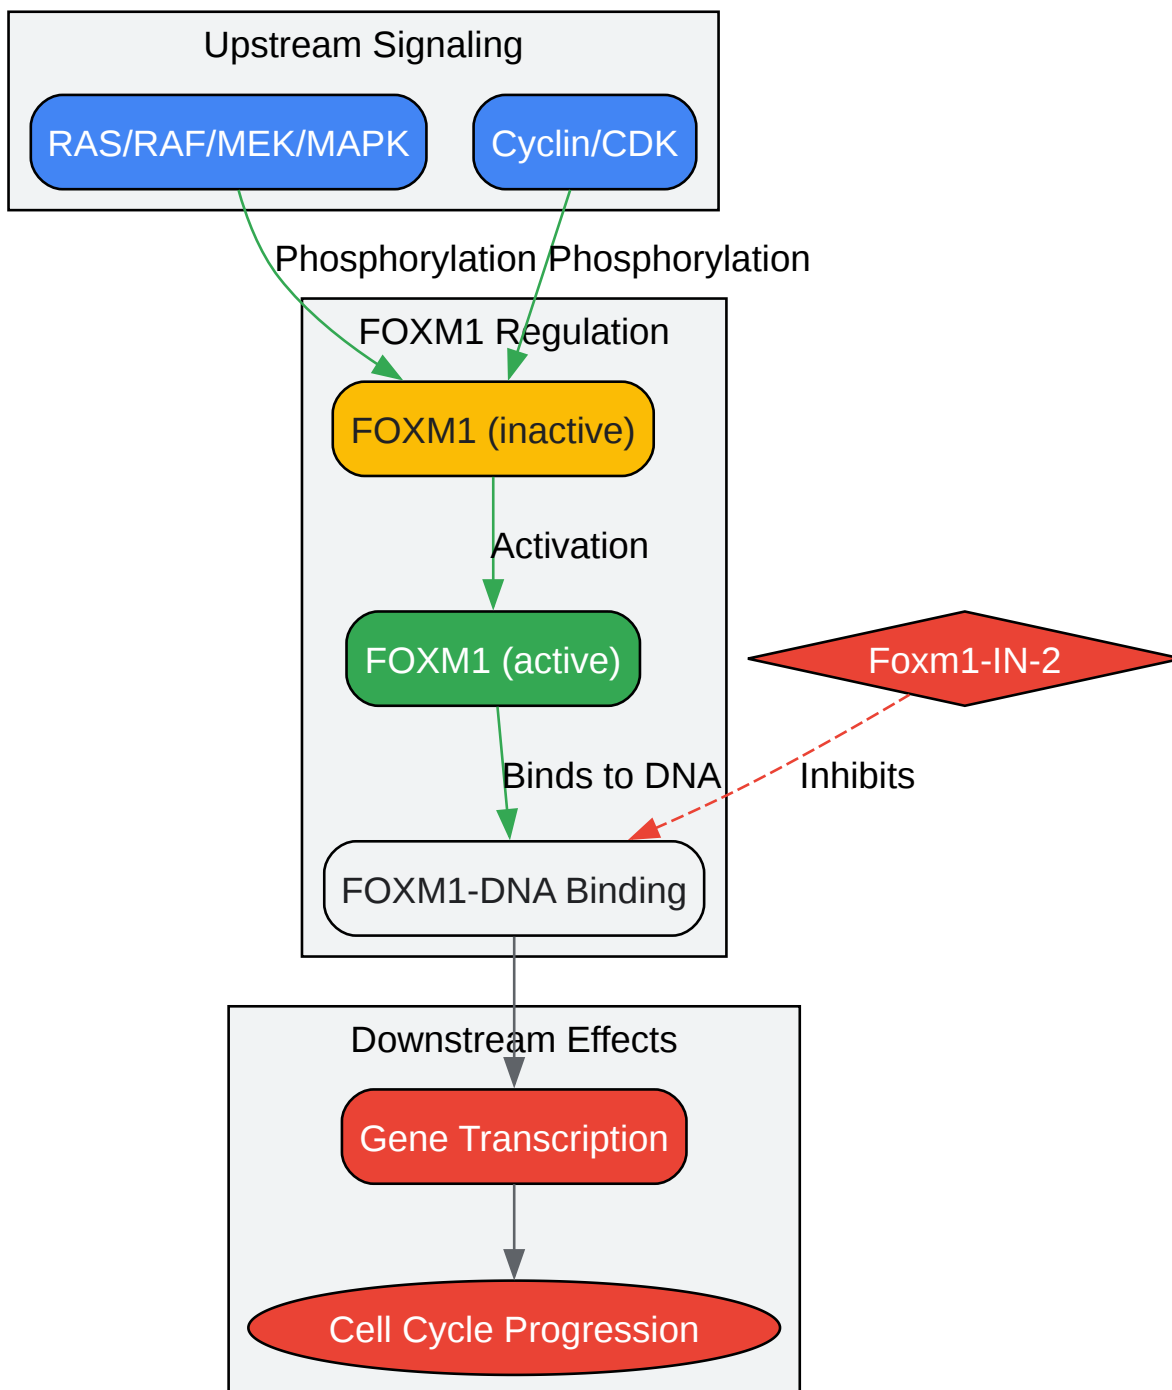 Upstream Signaling
RAS/RAF/MEK/MAPK
Cyclin/CDK
Phosphorylation
Phosphorylation
FOXM1 Regulation
FOXM1 (inactive)
Activation
FOXM1 (active)
Foxm1-IN-2
Binds to DNA
Inhibits
FOXM1-DNA Binding
Downstream Effects
Gene Transcription
Cell Cycle Progression